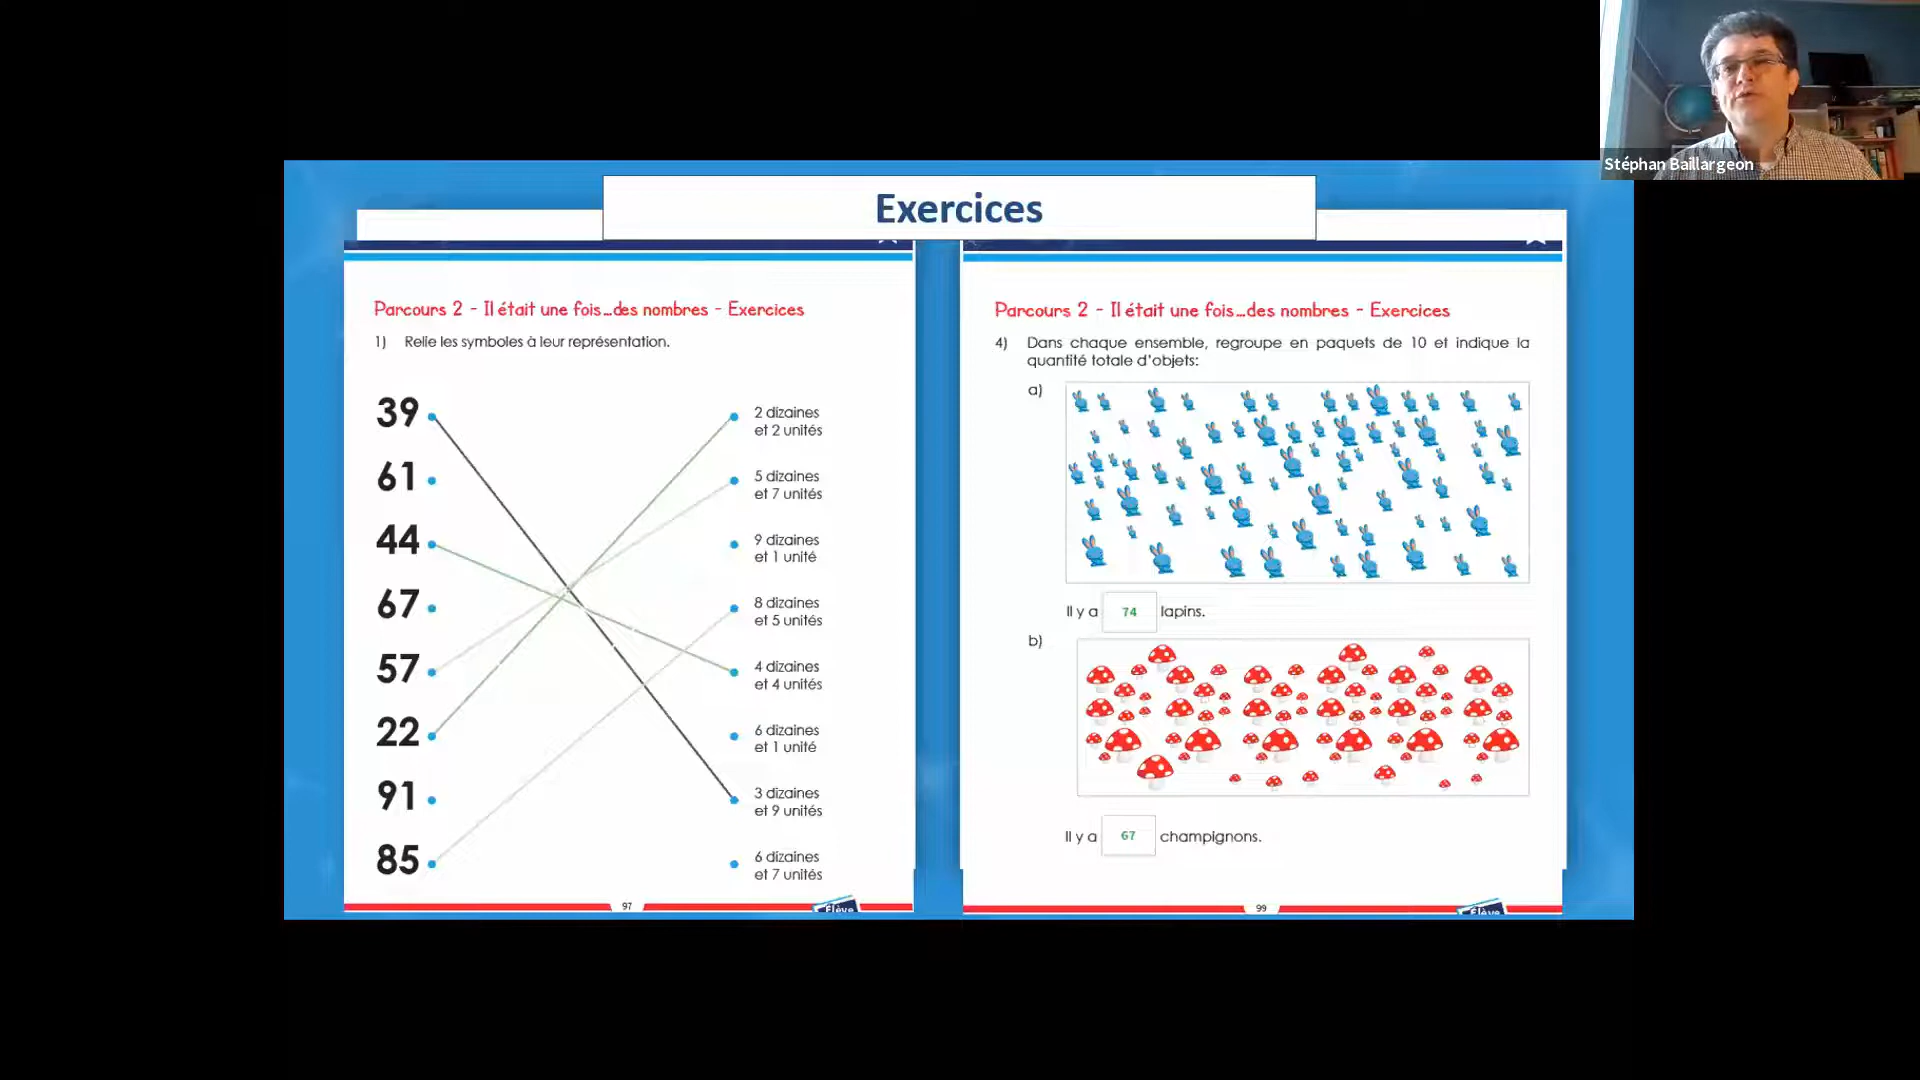 Stéphan Baillargeon
Exercices
Parcours 2 - Il était une fois...des nombres - Exercices
1) Relie les symboles à leur représentation.
39
61
44
67
57
22
91
85
2 dizaines
et 2 unités
5 dizaines
et 7 unités
9 dizaines
et 1 unité
8 dizaines
et 5 unités
4 dizaines
et 4 unités
6 dizaines
et 1 unité
3 dizaines
et 9 unités
6 dizaines
et 7 unités
97
Élève
Parcours 2 - Il était une fois...des nombres - Exercices
4) Dans chaque ensemble, regroupe en paquets de 10 et indique la
quantité totale d'objets:
a)
Il y a 74 lapins.
b)
Il y a 67 champignons.
99
Élève